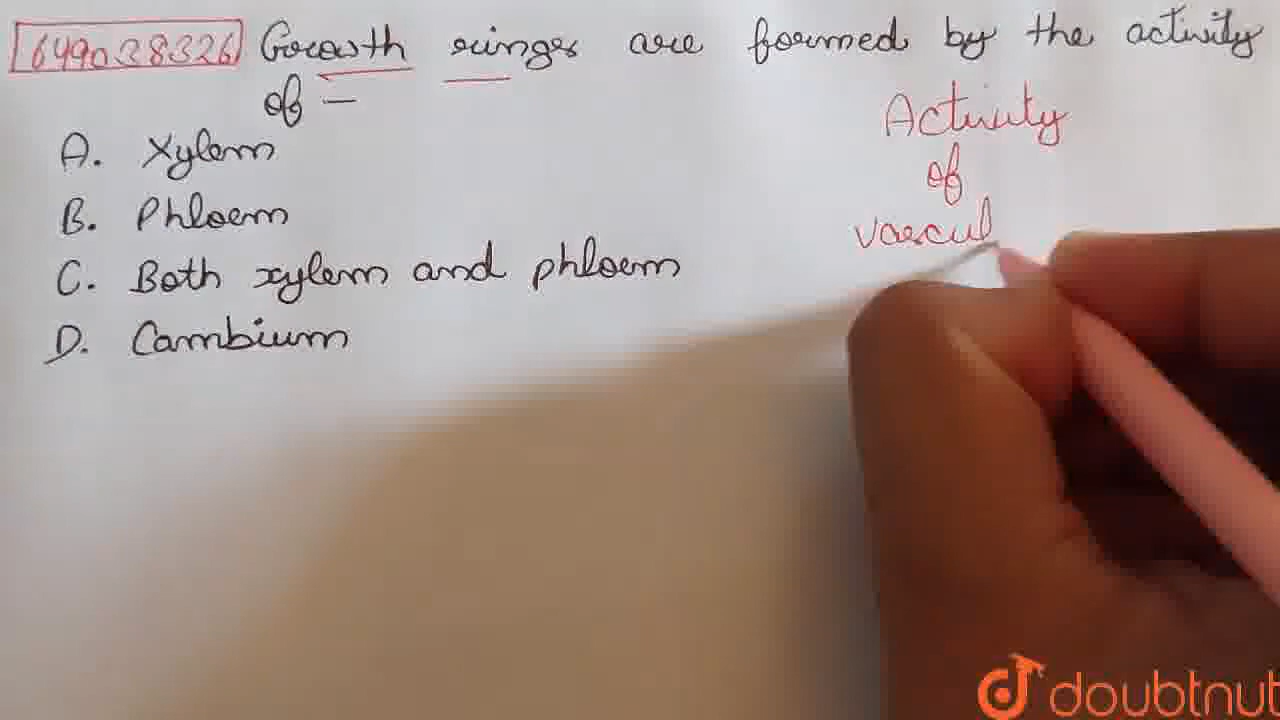 649038326 Growth rings are formed by the activity
of -
A. Xylem
B. Phloem
C. Both xylem and phloem
D. Cambium
Activity
of
Vascul
doubtnut